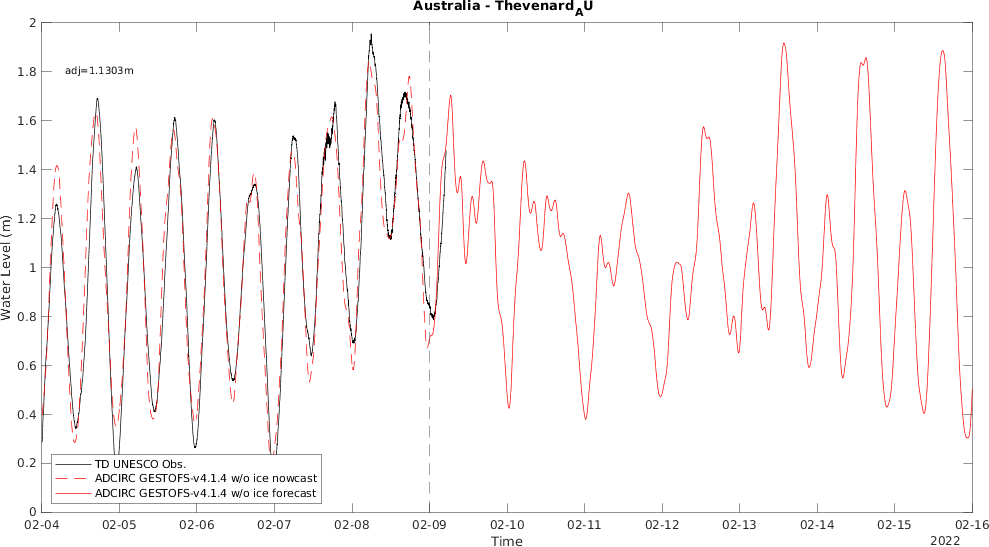 Australia - Thevenard_AU
adj=1.1303m
2
1.8
1.6
1.4
1.2
1
0.8
0.6
0.4
0.2
0
Water Level (m)
TD UNESCO Obs.
ADCIRC GESTOFS-v4.1.4 w/o ice nowcast
ADCIRC GESTOFS-v4.1.4 w/o ice forecast
02-04 02-05 02-06 02-07 02-08 02-09 02-10 02-11 02-12 02-13 02-14 02-15 02-16
Time
2022